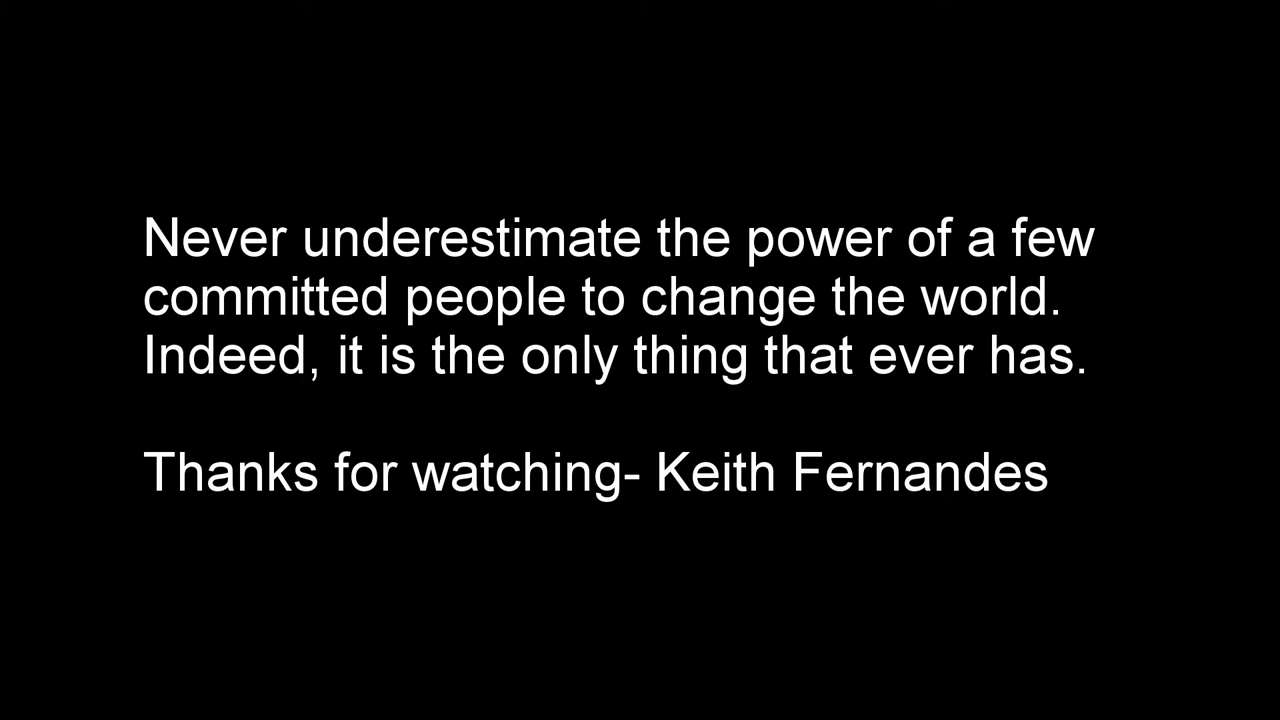 Never underestimate the power of a few
committed people to change the world.
Indeed, it is the only thing that ever has.
Thanks for watching- Keith Fernandes